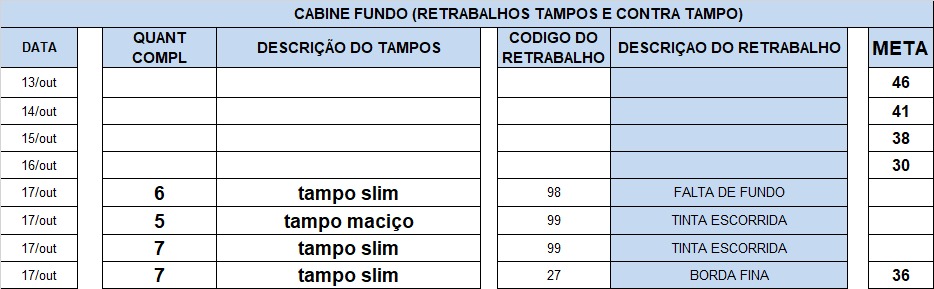 CABINE FUNDO (RETRABALHOS TAMPOS E CONTRA TAMPO)
DATA QUANT COMPL DESCRIÇÃO DO TAMPOS CODIGO DO RETRABALHO DESCRIÇAO DO RETRABALHO META
13/out 46
14/out 41
15/out 38
16/out 30
17/out 6 tampo slim 98 FALTA DE FUNDO
17/out 5 tampo maciço 99 TINTA ESCORRIDA
17/out 7 tampo slim 99 TINTA ESCORRIDA
17/out 7 tampo slim 27 BORDA FINA 36